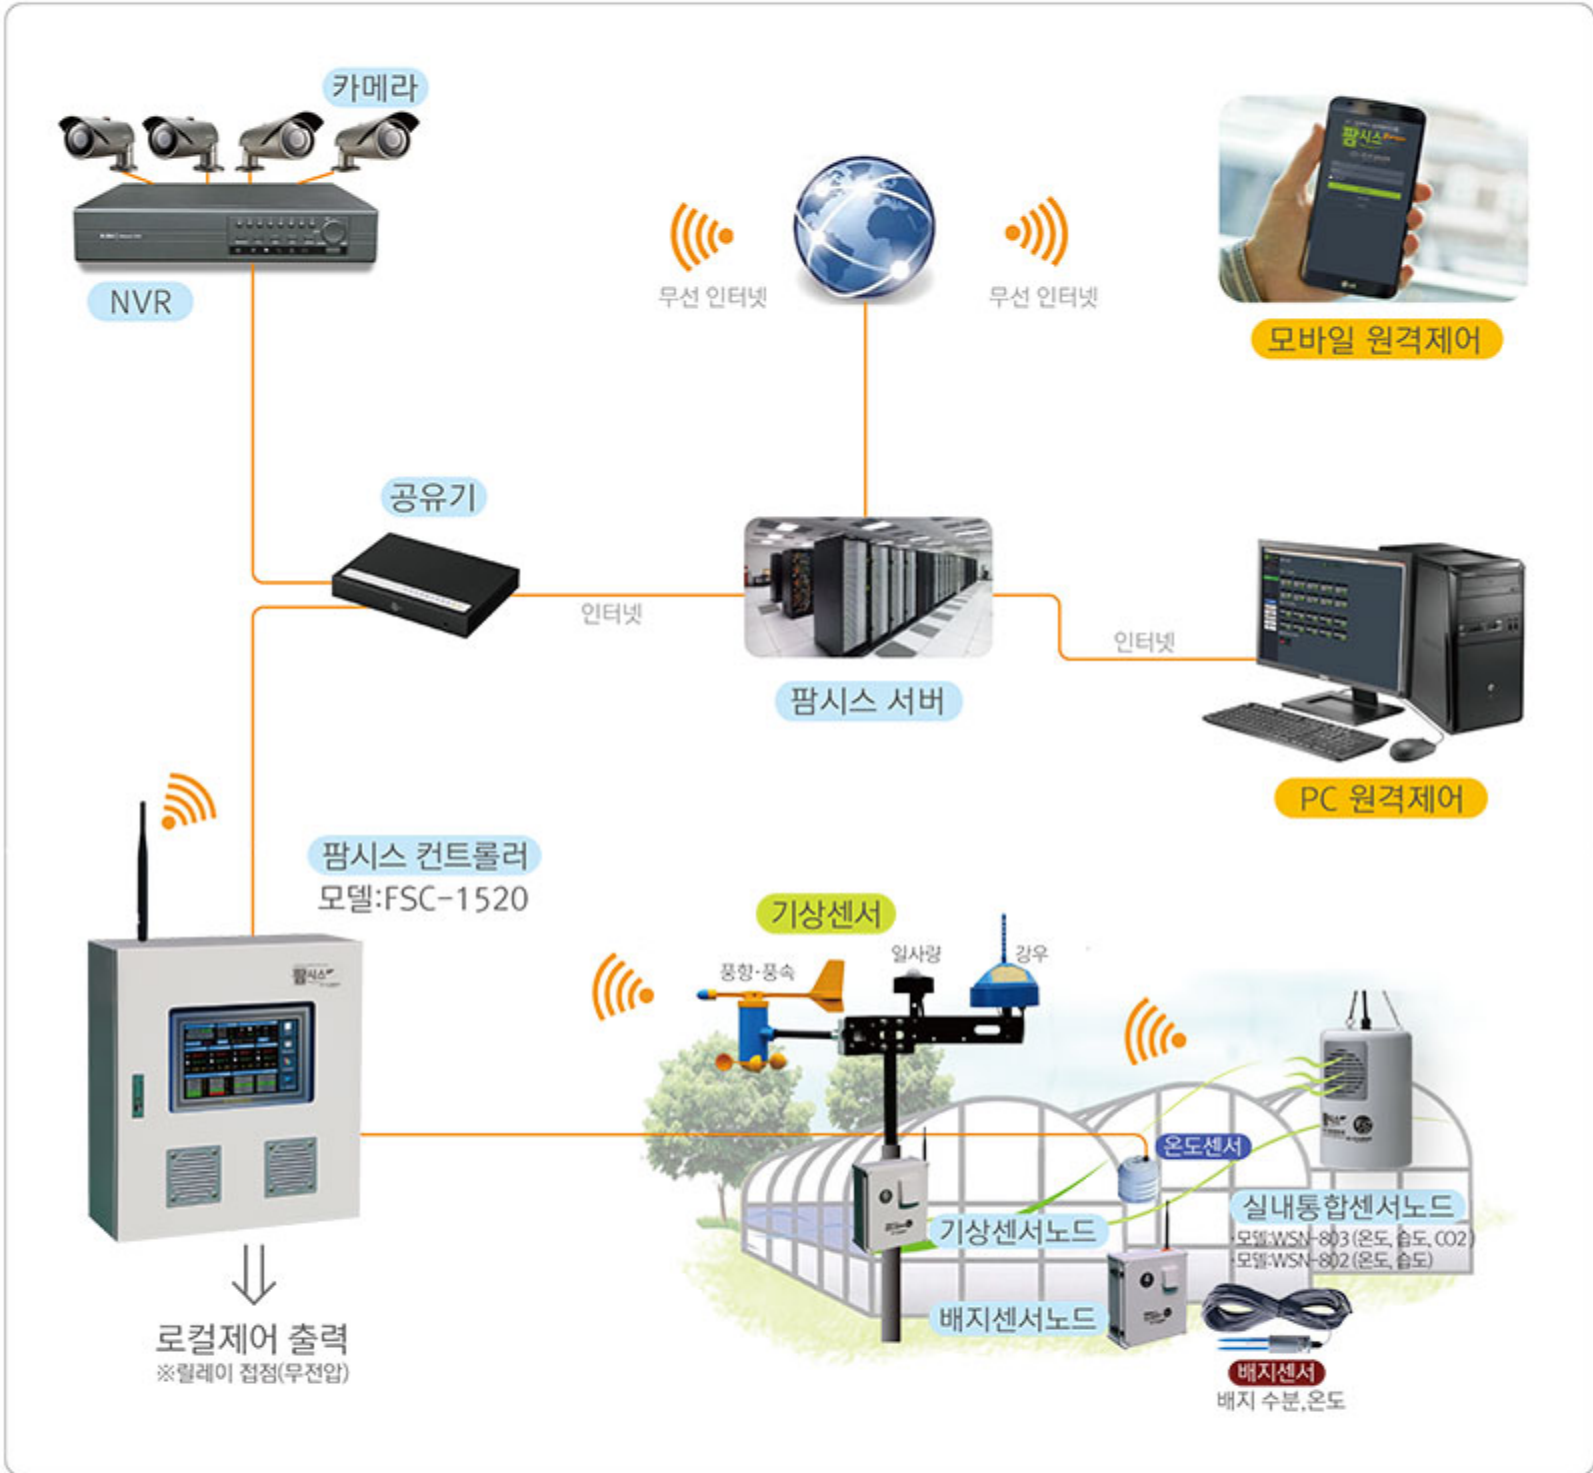 카메라
NVR
무선 인터넷
무선 인터넷
팜시스
모바일 원격제어
공유기
인터넷
인터넷
팜시스 서버
PC 원격제어
팜시스 컨트롤러
모델:FSC-1520
팜시스
기상센서
풍향·풍속
일사량
강우
온도센서
실내통합센서노드
·모델:WSN-803 (온도, 습도, CO2)
·모델:WSN-802 (온도, 습도)
기상센서노드
배지센서노드
배지센서
배지 수분,온도
로컬제어 출력
※릴레이 접점(무전압)